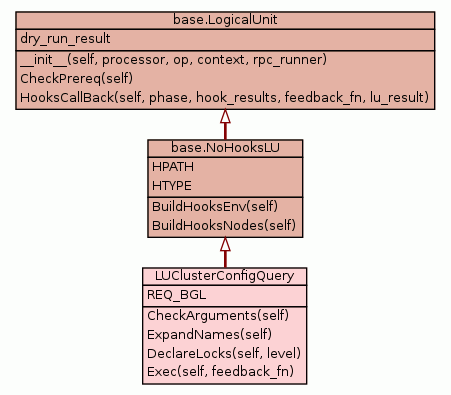 base.LogicalUnit
dry_run_result
__init__(self, processor, op, context, rpc_runner)
CheckPrereq(self)
HooksCallBack(self, phase, hook_results, feedback_fn, lu_result)
base.NoHooksLU
HPATH
HTYPE
BuildHooksEnv(self)
BuildHooksNodes(self)
LUClusterConfigQuery
REQ_BGL
CheckArguments(self)
ExpandNames(self)
DeclareLocks(self, level)
Exec(self, feedback_fn)